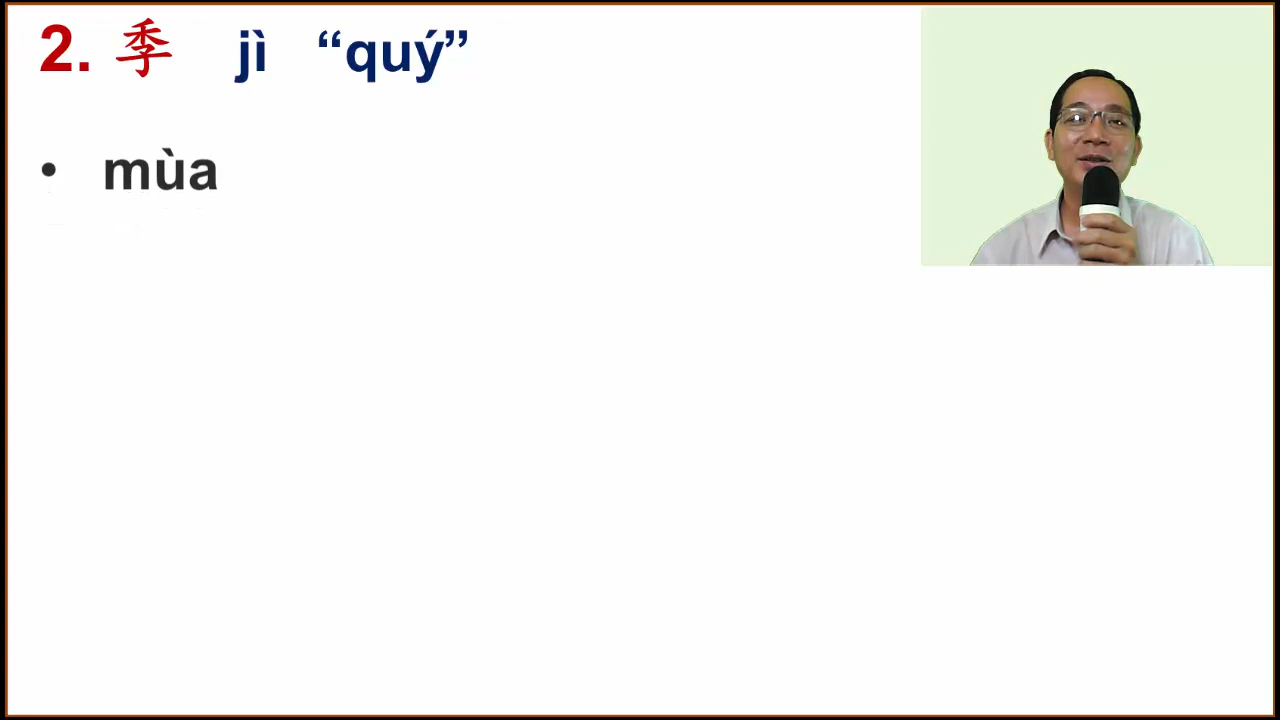 2. 季 jì “quý”
• mùa